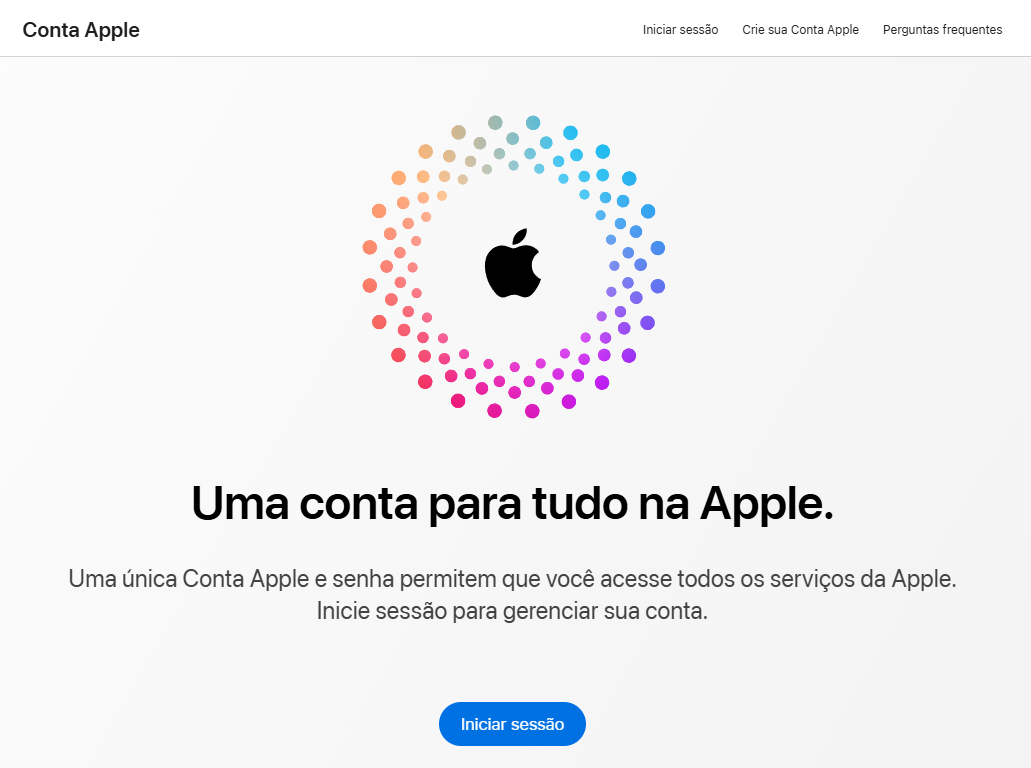 Conta Apple
Iniciar sessão
Crie sua Conta Apple
Perguntas frequentes
Uma conta para tudo na Apple.
Uma única Conta Apple e senha permitem que você acesse todos os serviços da Apple.
Inicie sessão para gerenciar sua conta.
Iniciar sessão